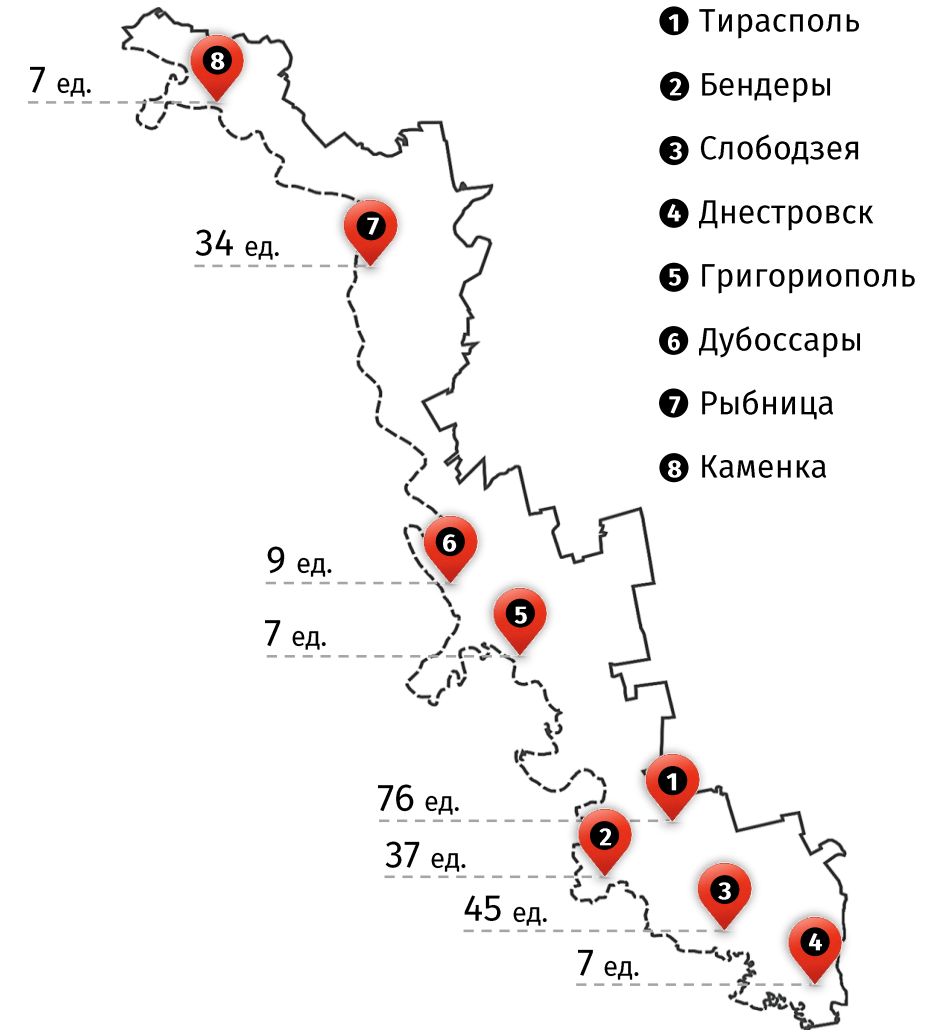 1 Тирасполь
2 Бендеры
3 Слободзея
4 Днестровск
5 Григориополь
6 Дубоссары
7 Рыбница
8 Каменка
8
7 ед.
7
34 ед.
6
9 ед.
5
7 ед.
1
76 ед.
2
37 ед.
3
45 ед.
4
7 ед.